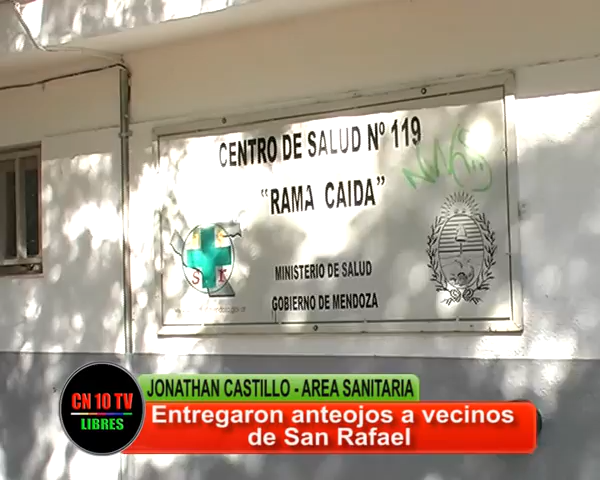 CENTRO DE SALUD Nº 119
"RAMA CAIDA"
S r
MINISTERIO DE SALUD
GOBIERNO DE MENDOZA
JONATHAN CASTILLO - AREA SANITARIA
CN 10 TV
LIBRES
Entregaron anteojos a vecinos
de San Rafael